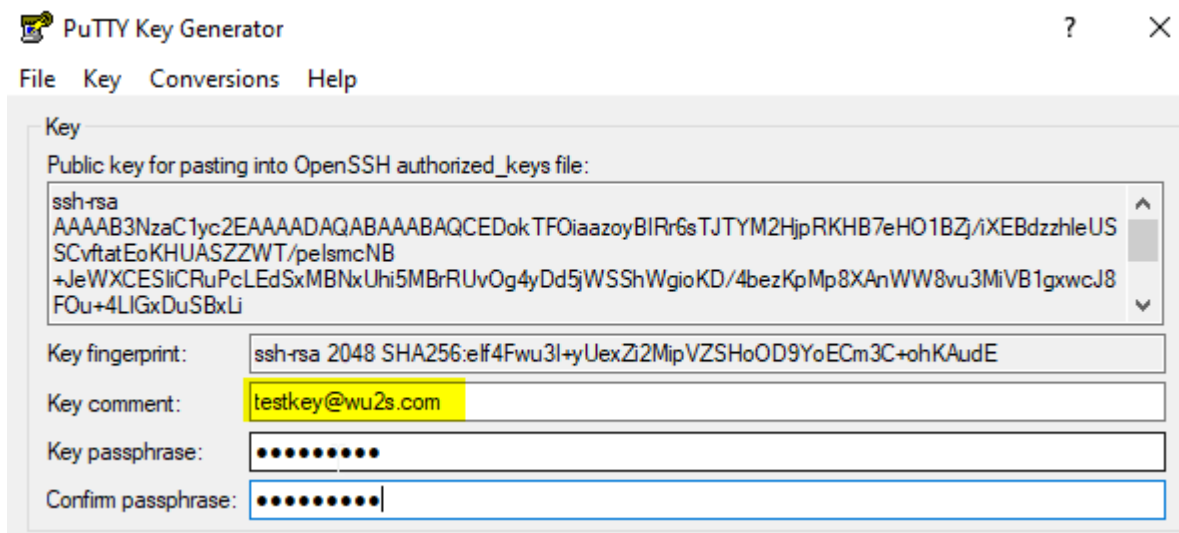 PuTTY Key Generator ?
File Key Conversions Help
Key
Public key for pasting into OpenSSH authorized_keys file:
ssh-rsa
AAAAB3NzaC1yc2EAAAADAQABAAABAQCEDokTFOiaazoyBIRr6sTJTYM2HjpRKHB7eHO1BZj/iXEBdzzhleUS
SCvftatEoKHUASZZWT/pelsmcNB
+JeWXCESIiCRuPcLEdSxMBNxUhi5MBrRUvOg4yDd5jWSShWgioKD/4bezKpMp8XAnWW8vu3MiVB1gxwcJ8
FOu+4LIGxDuSBxLi
Key fingerprint: ssh-rsa 2048 SHA256:elf4Fwu3I+yUexZi2MipVZSHoOD9YoECm3C+ohKAudE
Key comment: testkey@wu2s.com
Key passphrase: ●●●●●●●●●
Confirm passphrase: ●●●●●●●●●